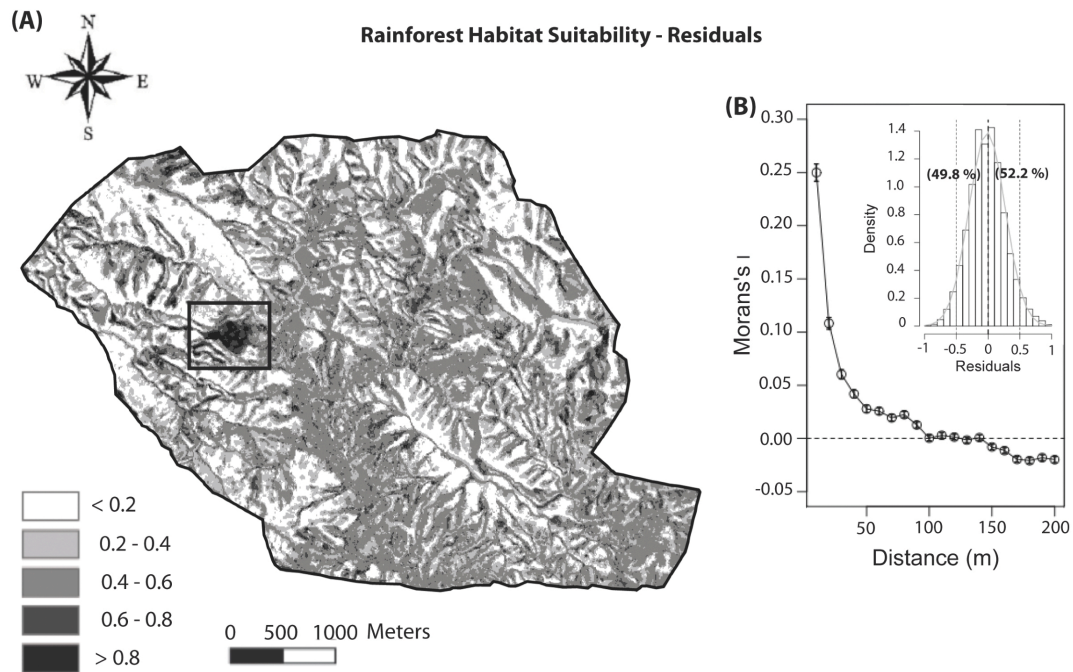 (A)
Rainforest Habitat Suitability - Residuals
N
W E
S
< 0.2
0.2 - 0.4
0.4 - 0.6
0.6 - 0.8
> 0.8
0 500 1000 Meters
(B)
0.30
0.25
0.20
0.15
0.10
0.05
0.00
-0.05
Morans's I
50 100 150 200
Distance (m)
1.4
1.2
1.0
0.8
0.6
0.4
0.2
0
Density
(49.8 %) (52.2 %)
-1 -0.5 0 0.5 1
Residuals